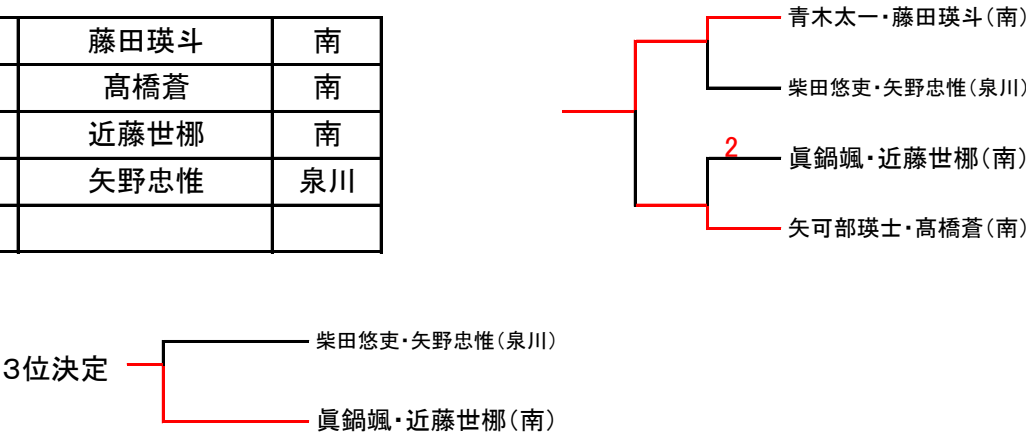 藤田瑛斗 南
髙橋蒼 南
近藤世梛 南
矢野忠惟 泉川
青木太一・藤田瑛斗(南)
柴田悠吏・矢野忠惟(泉川)
2
眞鍋颯・近藤世梛(南)
矢可部瑛士・髙橋蒼(南)
3位決定
柴田悠吏・矢野忠惟(泉川)
眞鍋颯・近藤世梛(南)